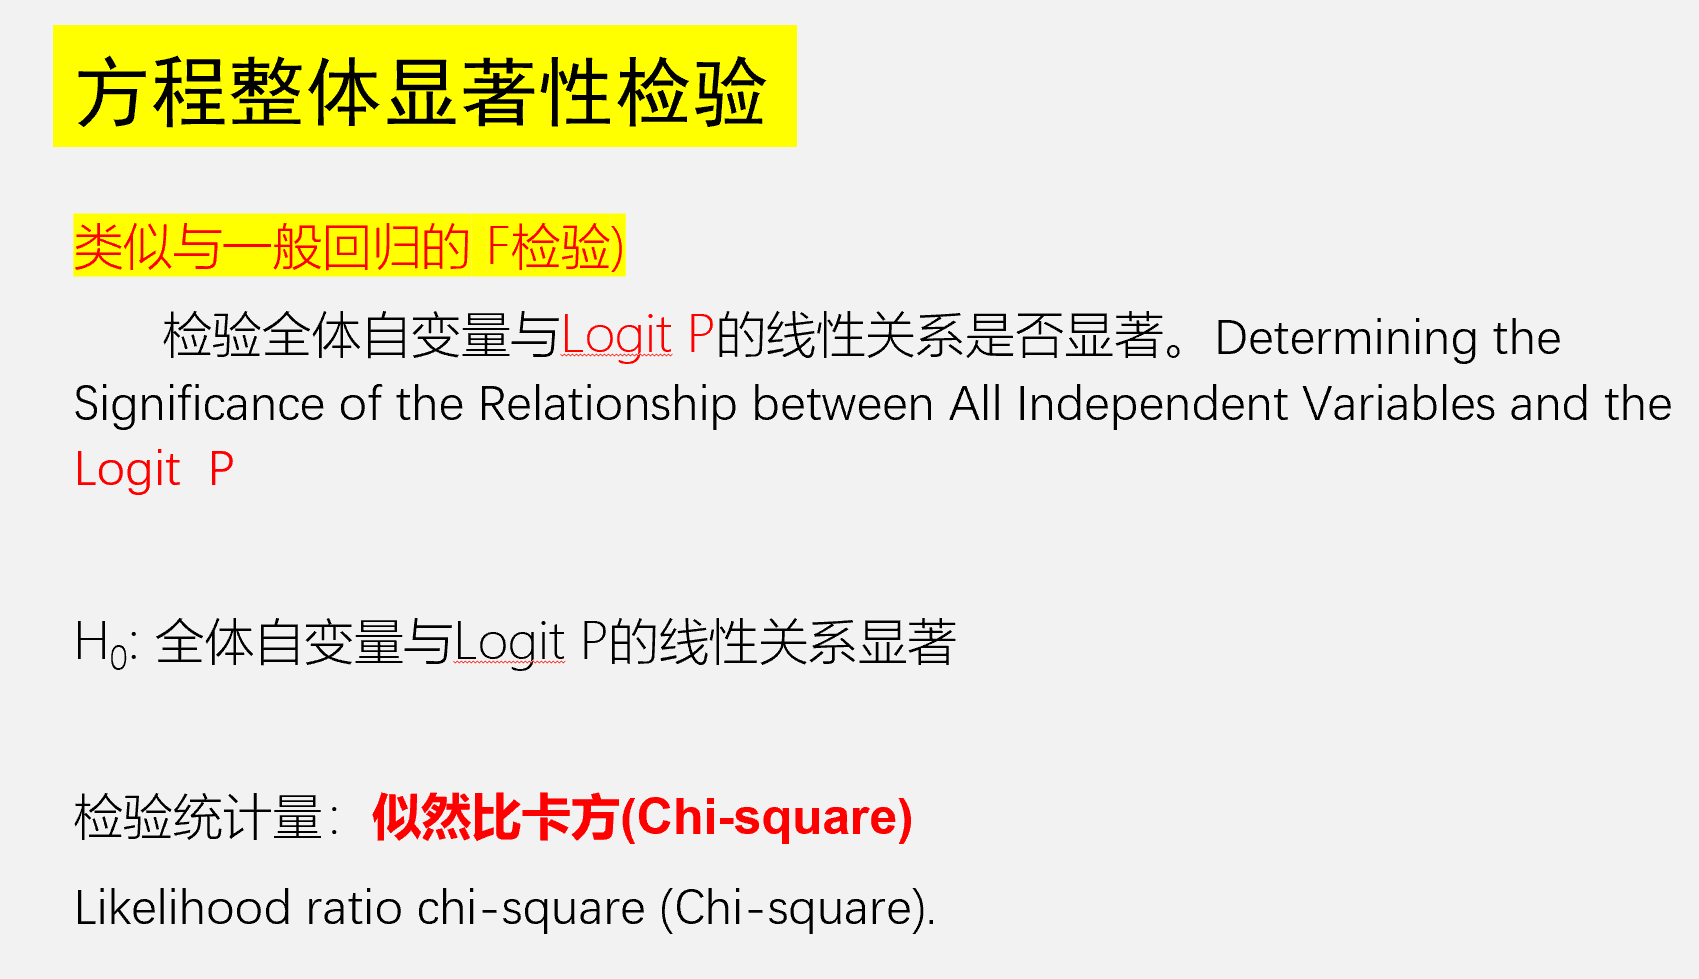 方程整体显著性检验
类似与一般回归的 F检验)
检验全体自变量与Logit P的线性关系是否显著。Determining the
Significance of the Relationship between All Independent Variables and the
Logit P
H0: 全体自变量与Logit P的线性关系显著
检验统计量：似然比卡方(Chi-square)
Likelihood ratio chi-square (Chi-square).